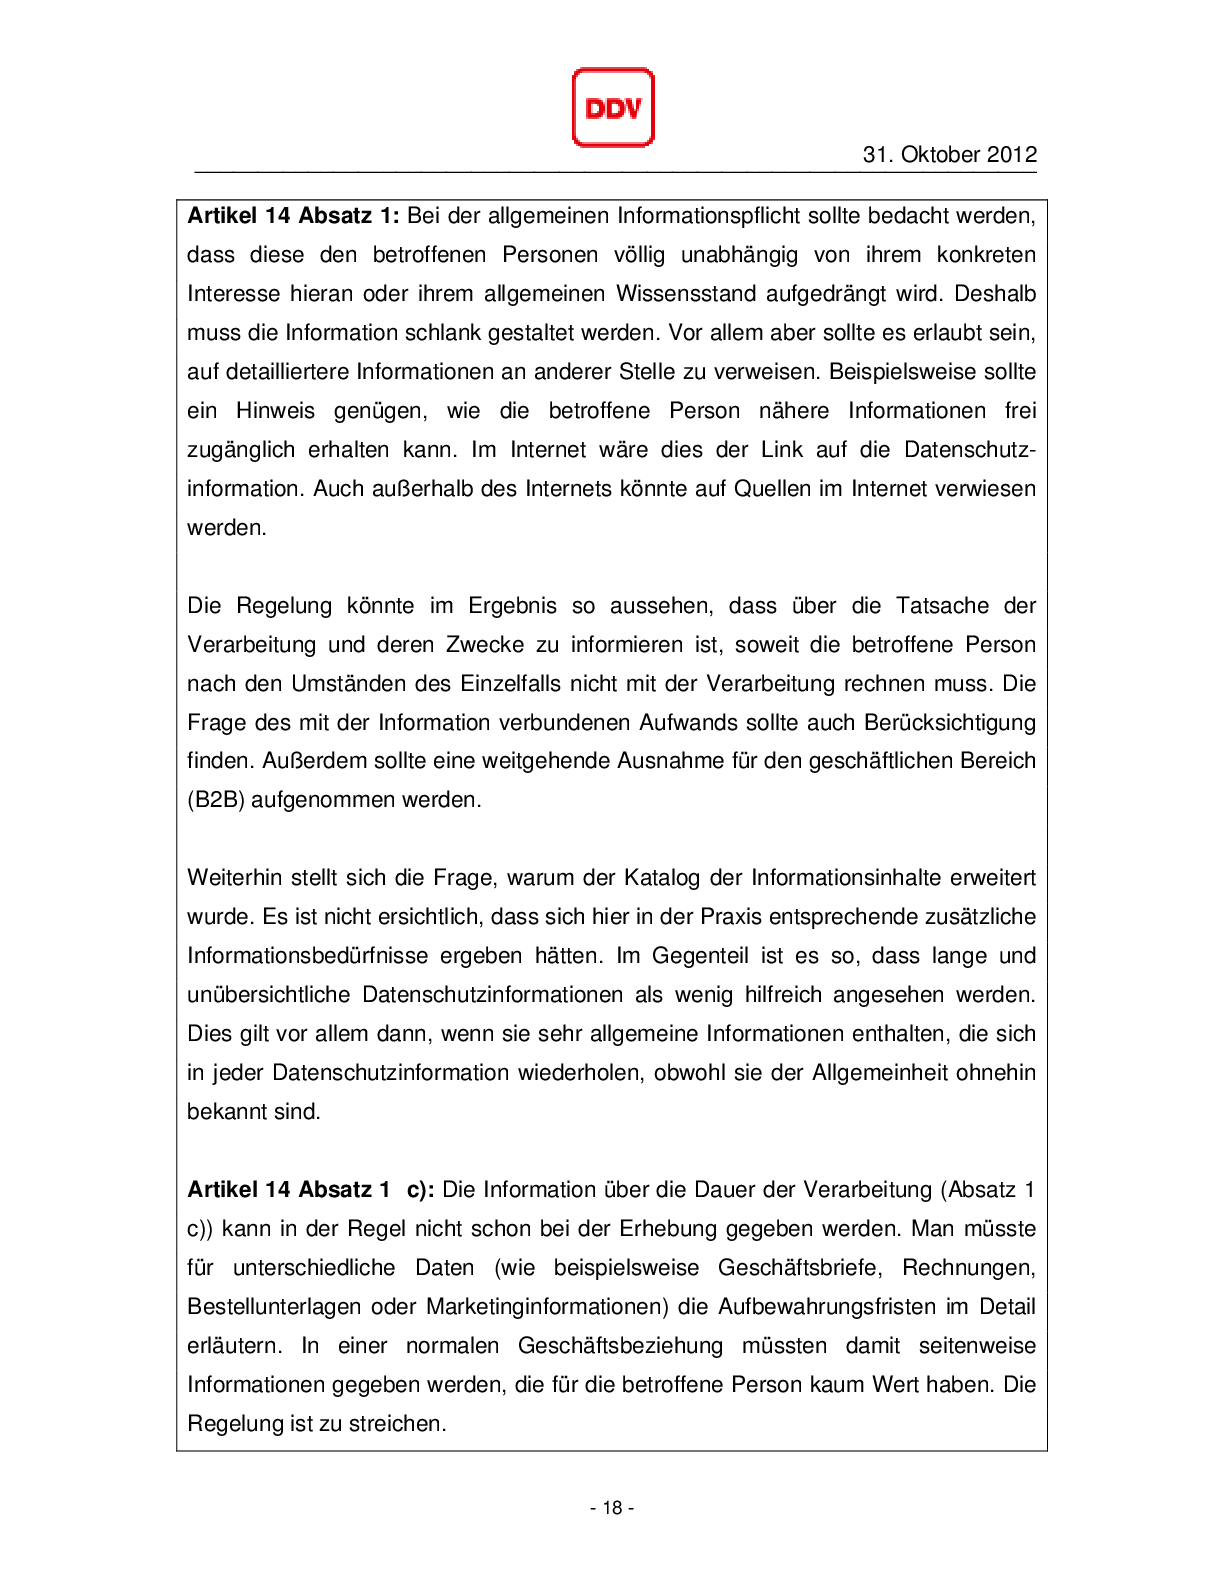 DDV
31. Oktober 2012
Artikel 14 Absatz 1: Bei der allgemeinen Informationspflicht sollte bedacht werden,
dass diese den betroffenen Personen völlig unabhängig von ihrem konkreten
Interesse hieran oder ihrem allgemeinen Wissensstand aufgedrängt wird. Deshalb
muss die Information schlank gestaltet werden. Vor allem aber sollte es erlaubt sein,
auf detailliertere Informationen an anderer Stelle zu verweisen. Beispielsweise sollte
ein Hinweis genügen, wie die betroffene Person nähere Informationen frei
zugänglich erhalten kann. Im Internet wäre dies der Link auf die Datenschutz-
information. Auch außerhalb des Internets könnte auf Quellen im Internet verwiesen
werden.
Die Regelung könnte im Ergebnis so aussehen, dass über die Tatsache der
Verarbeitung und deren Zwecke zu informieren ist, soweit die betroffene Person
nach den Umständen des Einzelfalls nicht mit der Verarbeitung rechnen muss. Die
Frage des mit der Information verbundenen Aufwands sollte auch Berücksichtigung
finden. Außerdem sollte eine weitgehende Ausnahme für den geschäftlichen Bereich
(B2B) aufgenommen werden.
Weiterhin stellt sich die Frage, warum der Katalog der Informationsinhalte erweitert
wurde. Es ist nicht ersichtlich, dass sich hier in der Praxis entsprechende zusätzliche
Informationsbedürfnisse ergeben hätten. Im Gegenteil ist es so, dass lange und
unübersichtliche Datenschutzinformationen als wenig hilfreich angesehen werden.
Dies gilt vor allem dann, wenn sie sehr allgemeine Informationen enthalten, die sich
in jeder Datenschutzinformation wiederholen, obwohl sie der Allgemeinheit ohnehin
bekannt sind.
Artikel 14 Absatz 1 c): Die Information über die Dauer der Verarbeitung (Absatz 1
c)) kann in der Regel nicht schon bei der Erhebung gegeben werden. Man müsste
für unterschiedliche Daten (wie beispielsweise Geschäftsbriefe, Rechnungen,
Bestellunterlagen oder Marketinginformationen) die Aufbewahrungsfristen im Detail
erläutern. In einer normalen Geschäftsbeziehung müssten damit seitenweise
Informationen gegeben werden, die für die betroffene Person kaum Wert haben. Die
Regelung ist zu streichen.
- 18 -